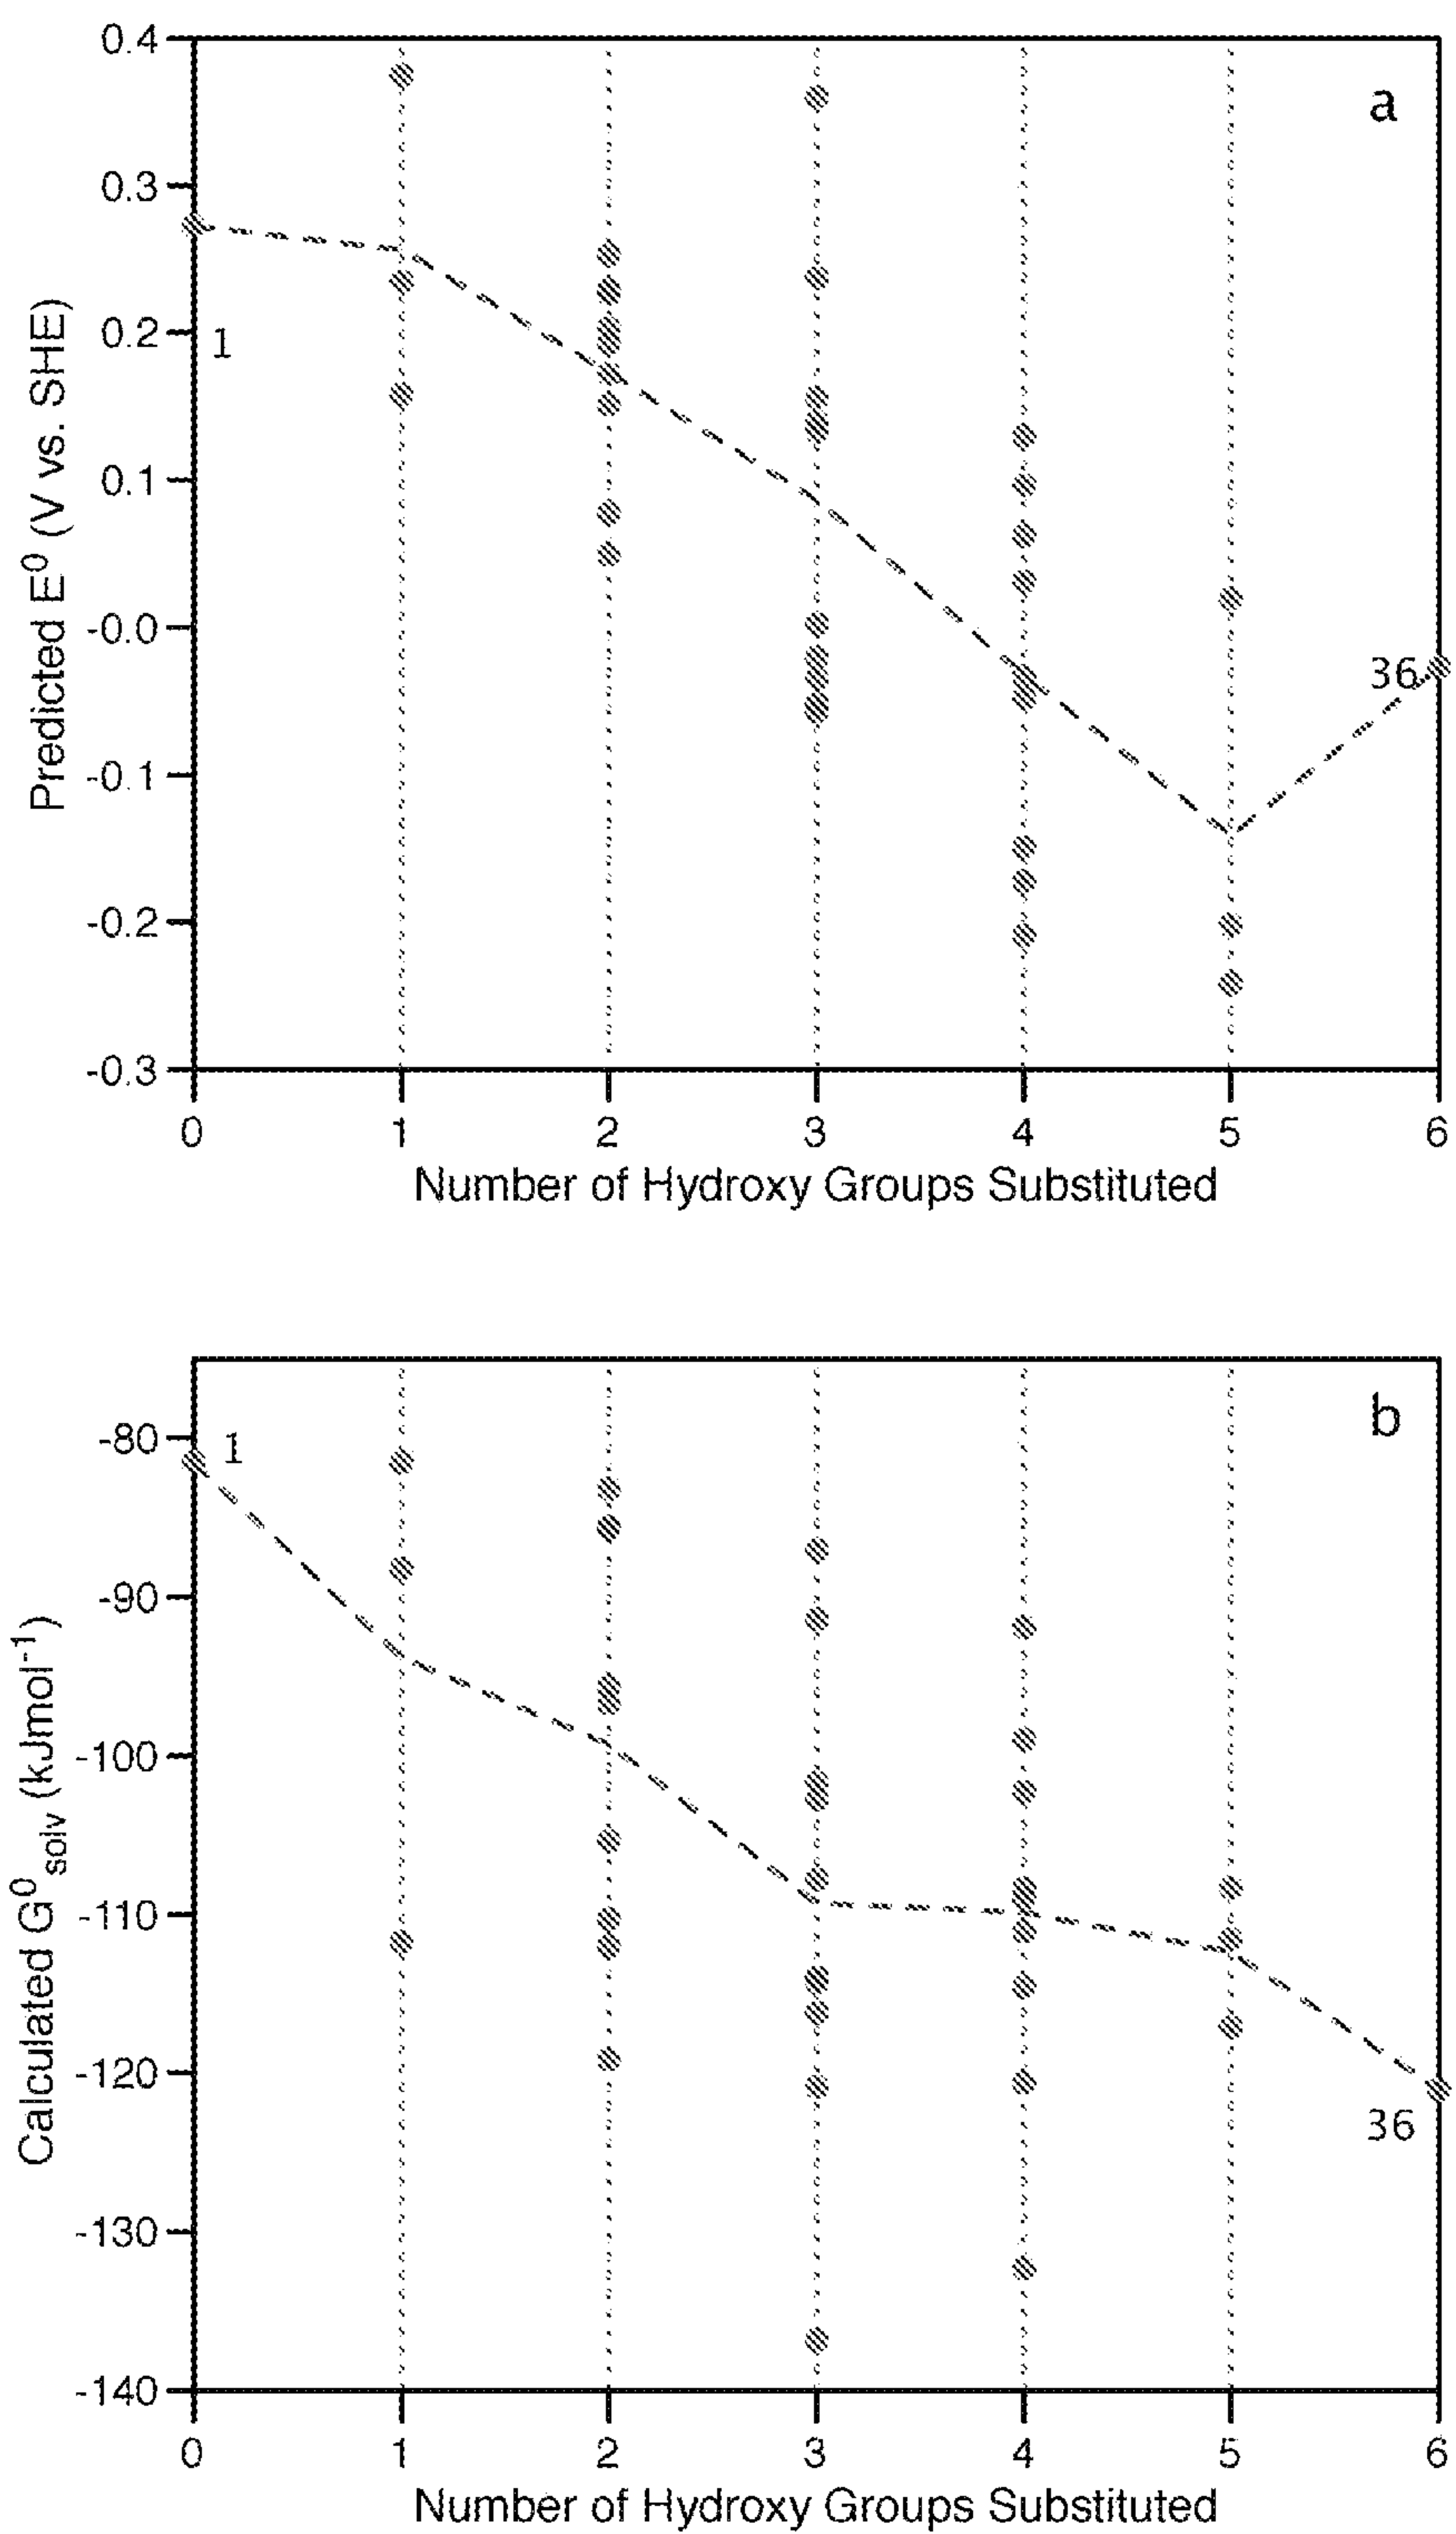 a
0.4
0.3
0.2
0.1
-0.0
-0.1
-0.2
-0.3
Predicted E⁰ (V vs. SHE)
1
36
0 1 2 3 4 5 6
Number of Hydroxy Groups Substituted
b
-80
-90
-100
-110
-120
-130
-140
Calculated G⁰solv (kJmol⁻¹)
1
36
0 1 2 3 4 5 6
Number of Hydroxy Groups Substituted